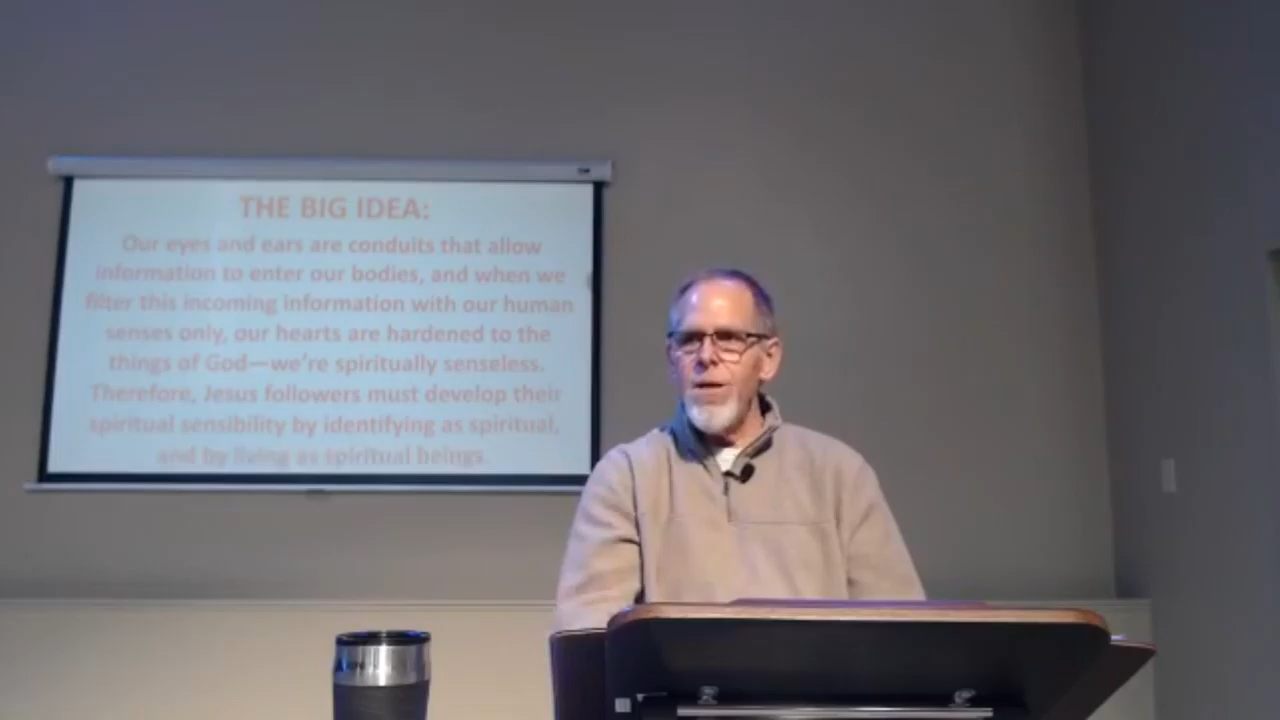 THE BIG IDEA:
Our eyes and ears are conduits that allow
information to enter our bodies, and when we
filter this incoming information with our human
senses only, our hearts are hardened to the
things of God—we're spiritually senseless.
Therefore, Jesus followers must develop their
spiritual sensibility by identifying as spiritual,
and by living as spiritual beings.